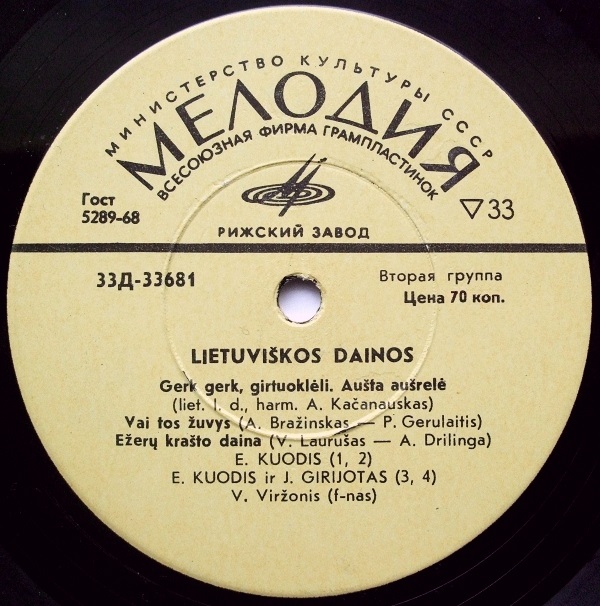 МИНИСТЕРСТВО КУЛЬТУРЫ СССР
МЕЛОДИЯ
ВСЕСОЮЗНАЯ ФИРМА ГРАМПЛАСТИНОК
Гост
5289-68
▽33
РИЖСКИЙ ЗАВОД
33Д-33681
Вторая группа
Цена 70 коп.
LIETUVIŠKOS DAINOS
Gerk gerk, girtuoklėli. Aušta aušrelė
(liet. l. d., harm. A. Kačanauskas)
Vai tos žuvys (A. Bražinskas — P. Gerulaitis)
Ežerų krašto daina (V. Laurušas — A. Drilinga)
E. KUODIS (1, 2)
E. KUODIS ir J. GIRIJOTAS (3, 4)
V. Viržonis (f-nas)